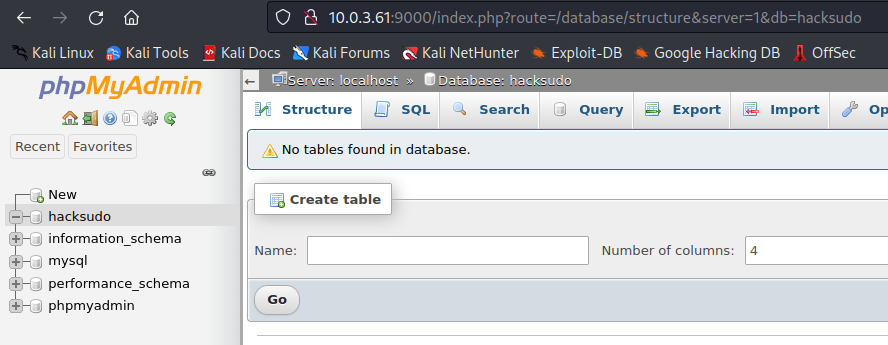 10.0.3.61:9000/index.php?route=/database/structure&server=1&db=hacksudo
Kali Linux Kali Tools Kali Docs Kali Forums Kali NetHunter Exploit-DB Google Hacking DB OffSec
phpMyAdmin
Recent Favorites
New
hacksudo
information_schema
mysql
performance_schema
phpmyadmin
Server: localhost » Database: hacksudo
Structure SQL Search Query Export Import Op
No tables found in database.
Create table
Name: Number of columns: 4
Go